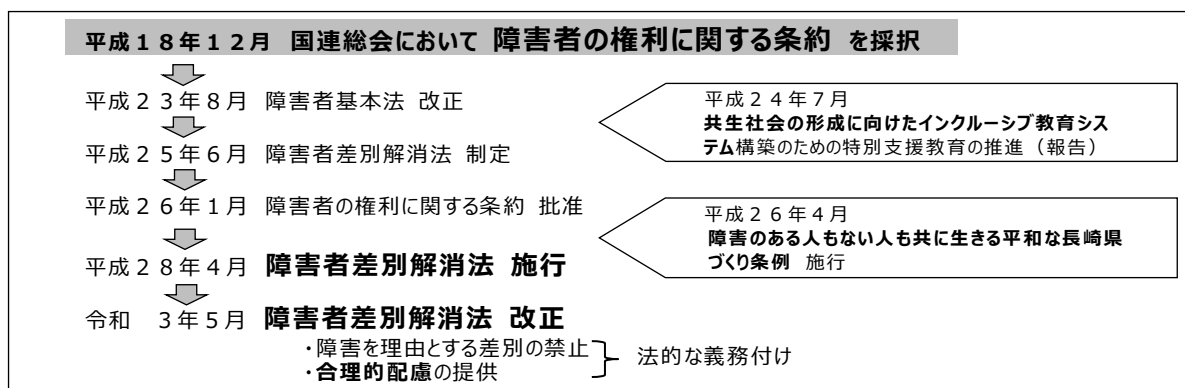 平成１８年１２月 国連総会において 障害者の権利に関する条約 を採択
平成２３年８月 障害者基本法 改正
平成２４年７月
共生社会の形成に向けたインクルーシブ教育シス
テム構築のための特別支援教育の推進（報告）
平成２５年６月 障害者差別解消法 制定
平成２６年１月 障害者の権利に関する条約 批准
平成２６年４月
障害のある人もない人も共に生きる平和な長崎県
づくり条例 施行
平成２８年４月 障害者差別解消法 施行
令和 ３年５月 障害者差別解消法 改正
・障害を理由とする差別の禁止
・合理的配慮の提供
法的な義務付け